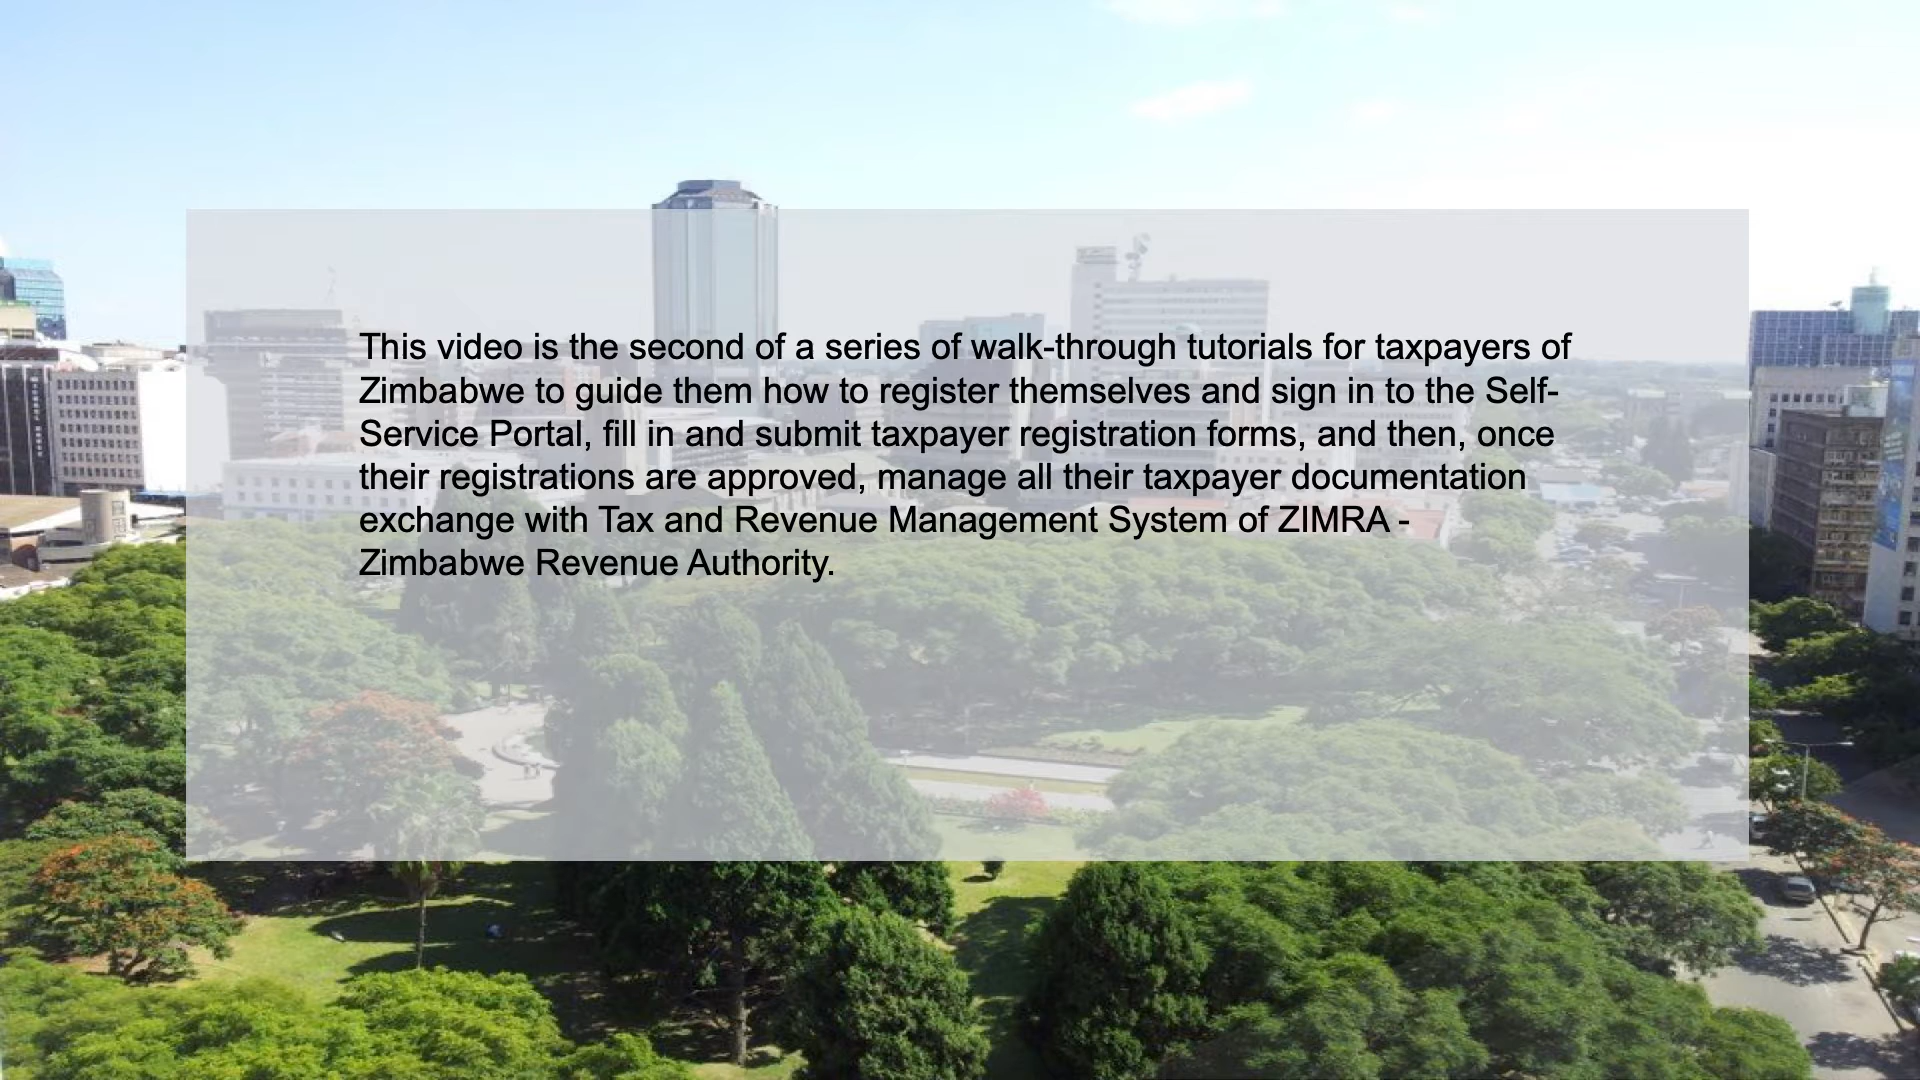 This video is the second of a series of walk-through tutorials for taxpayers of
Zimbabwe to guide them how to register themselves and sign in to the Self-
Service Portal, fill in and submit taxpayer registration forms, and then, once
their registrations are approved, manage all their taxpayer documentation
exchange with Tax and Revenue Management System of ZIMRA -
Zimbabwe Revenue Authority.